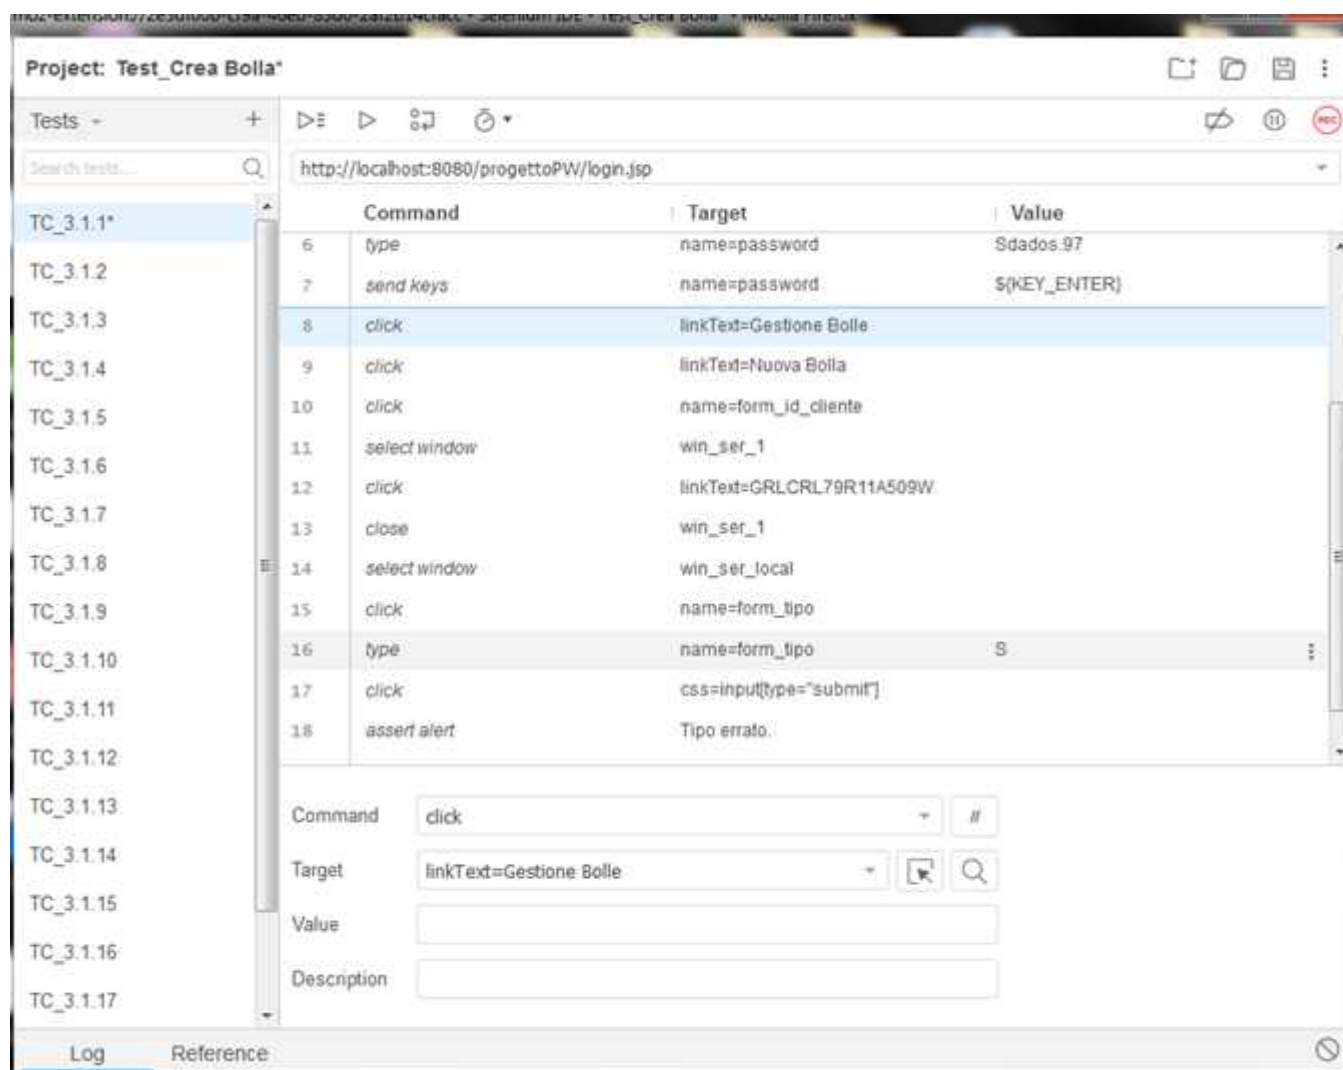 Project: Test_Crea Bolla*
Tests
Search tests...
http://localhost:8080/progettoPW/login.jsp
TC_3.1.1*
TC_3.1.2
TC_3.1.3
TC_3.1.4
TC_3.1.5
TC_3.1.6
TC_3.1.7
TC_3.1.8
TC_3.1.9
TC_3.1.10
TC_3.1.11
TC_3.1.12
TC_3.1.13
TC_3.1.14
TC_3.1.15
TC_3.1.16
TC_3.1.17
Command Target Value
6 type name=password Sdados.97
7 send keys name=password ${KEY_ENTER}
8 click linkText=Gestione Bolle
9 click linkText=Nuova Bolla
10 click name=form_id_cliente
11 select window win_ser_1
12 click linkText=GRLCRL79R11A509W
13 close win_ser_1
14 select window win_ser_local
15 click name=form_tipo
16 type name=form_tipo S
17 click css=input[type="submit"]
18 assert alert Tipo errato.
Command click //
Target linkText=Gestione Bolle
Value
Description
Log Reference
REC